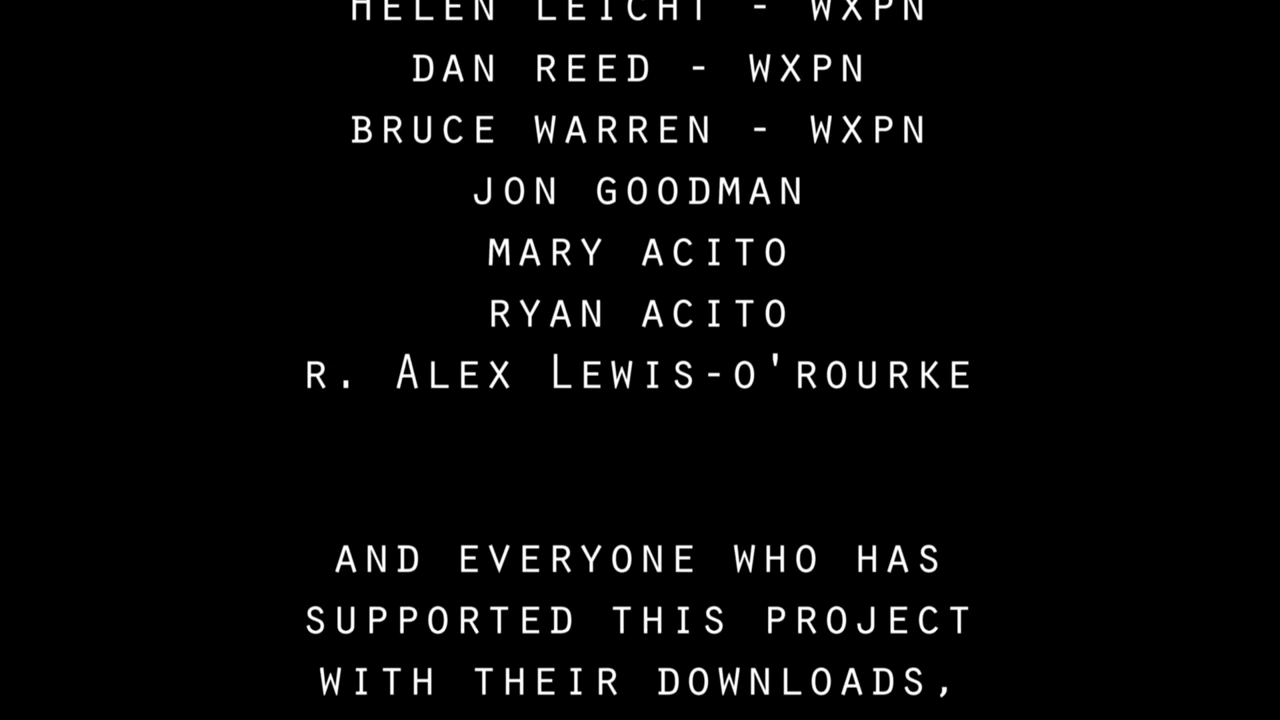 HELEN LEICHT - WXPN
DAN REED - WXPN
BRUCE WARREN - WXPN
JON GOODMAN
MARY ACITO
RYAN ACITO
R. ALEX LEWIS-O'ROURKE
AND EVERYONE WHO HAS
SUPPORTED THIS PROJECT
WITH THEIR DOWNLOADS,